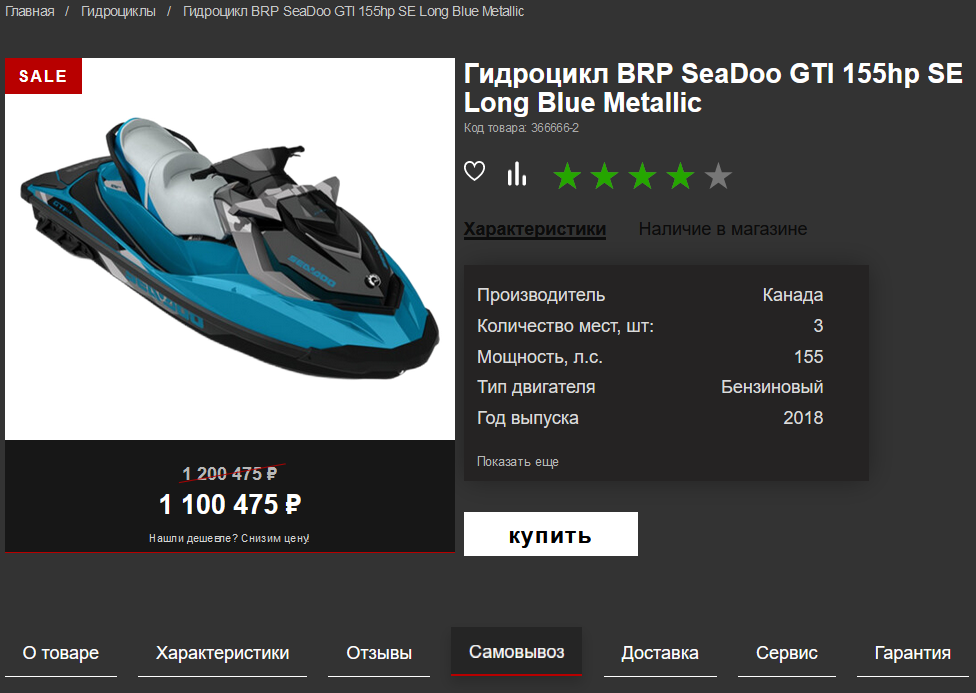 Главная / Гидроциклы / Гидроцикл BRP SeaDoo GTI 155hp SE Long Blue Metallic
SALE
GTI
SEADOO
SEADOO
1 200 475 ₽
1 100 475 ₽
Нашли дешевле? Снизим цену!
Гидроцикл BRP SeaDoo GTI 155hp SE
Long Blue Metallic
Код товара: 366666-2
Характеристики Наличие в магазине
Производитель Канада
Количество мест, шт: 3
Мощность, л.с. 155
Тип двигателя Бензиновый
Год выпуска 2018
Показать еще
купить
О товаре Характеристики Отзывы Самовывоз Доставка Сервис Гарантия